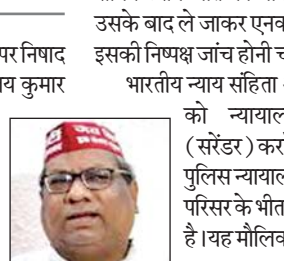 उसके बाद ले जाकर एनक
इसकी निष्पक्ष जांच होनी च
भारतीय न्याय संहिता
पर निषाद
य कुमार
को न्यायाल
(सरेंडर) करो
पुलिस न्यायाल
परिसर के भीत
है।यह मौलिक